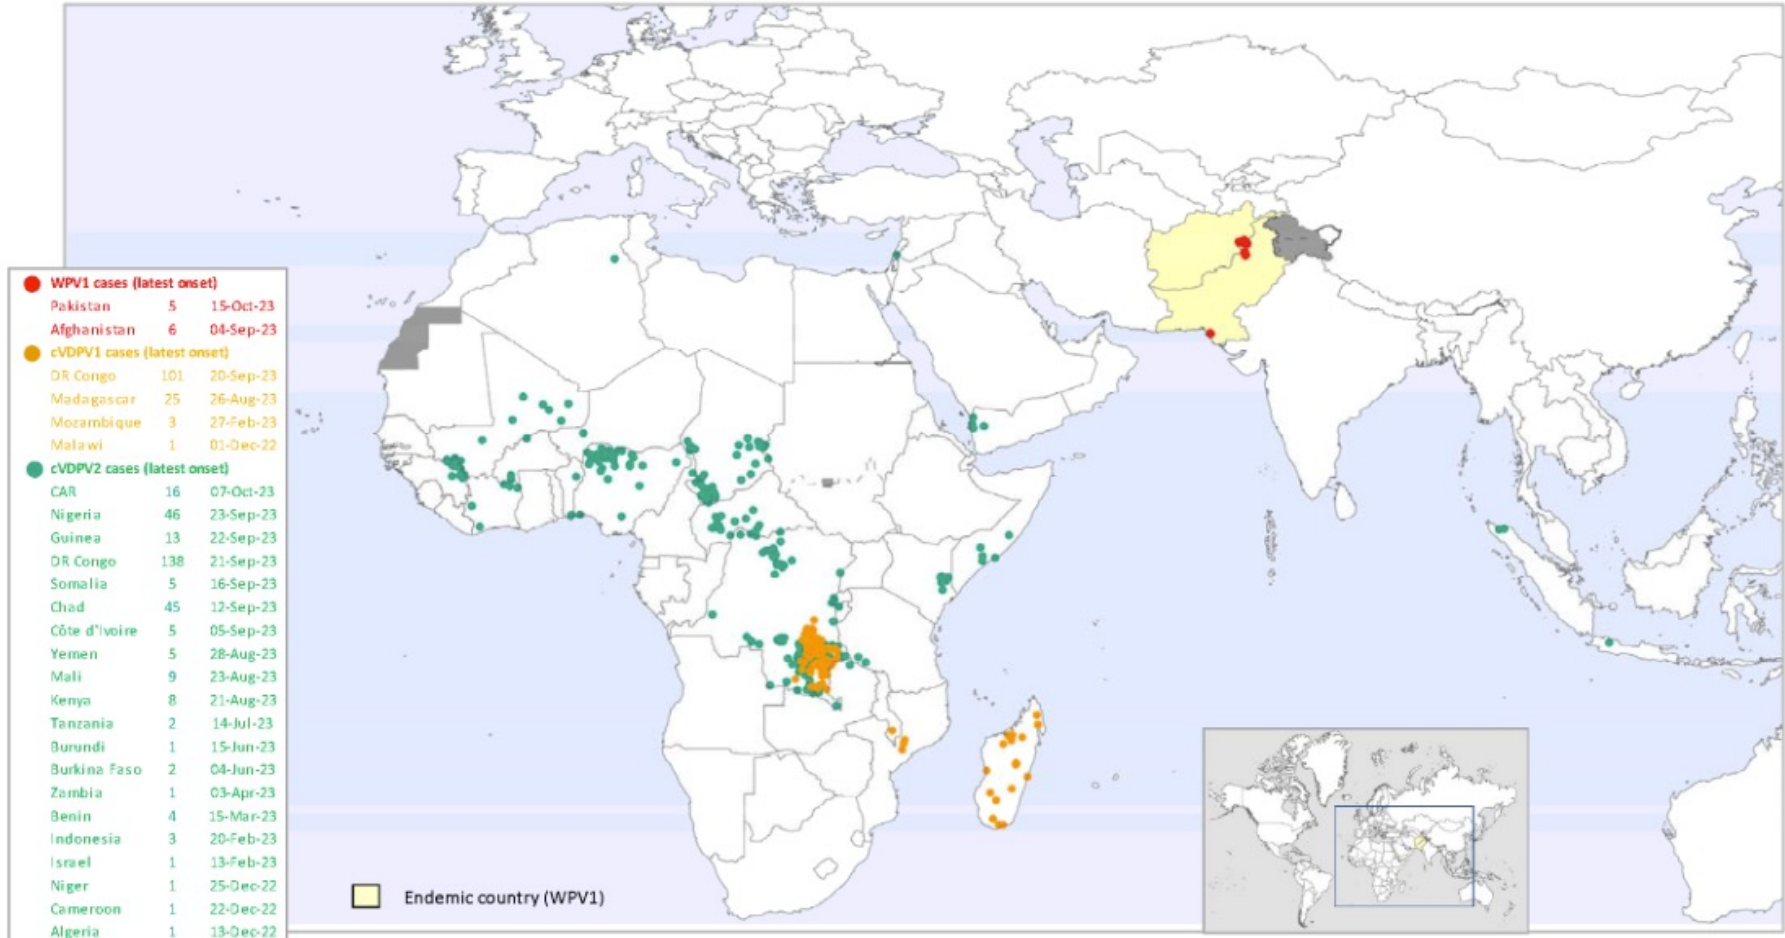 WPV1 cases (latest onset)
Pakistan 5 15-Oct-23
Afghanistan 6 04-Sep-23
cVDPV1 cases (latest onset)
DR Congo 101 20-Sep-23
Madagascar 25 26-Aug-23
Mozambique 3 27-Feb-23
Malawi 1 01-Dec-22
cVDPV2 cases (latest onset)
CAR 16 07-Oct-23
Nigeria 46 23-Sep-23
Guinea 13 22-Sep-23
DR Congo 138 21-Sep-23
Somalia 5 16-Sep-23
Chad 45 12-Sep-23
Côte d'Ivoire 5 05-Sep-23
Yemen 5 28-Aug-23
Mali 9 23-Aug-23
Kenya 8 21-Aug-23
Tanzania 2 14-Jul-23
Burundi 1 15-Jun-23
Burkina Faso 2 04-Jun-23
Zambia 1 03-Apr-23
Benin 4 15-Mar-23
Indonesia 3 20-Feb-23
Israel 1 13-Feb-23
Niger 1 25-Dec-22
Cameroon 1 22-Dec-22
Algeria 1 13-Dec-22
Endemic country (WPV1)